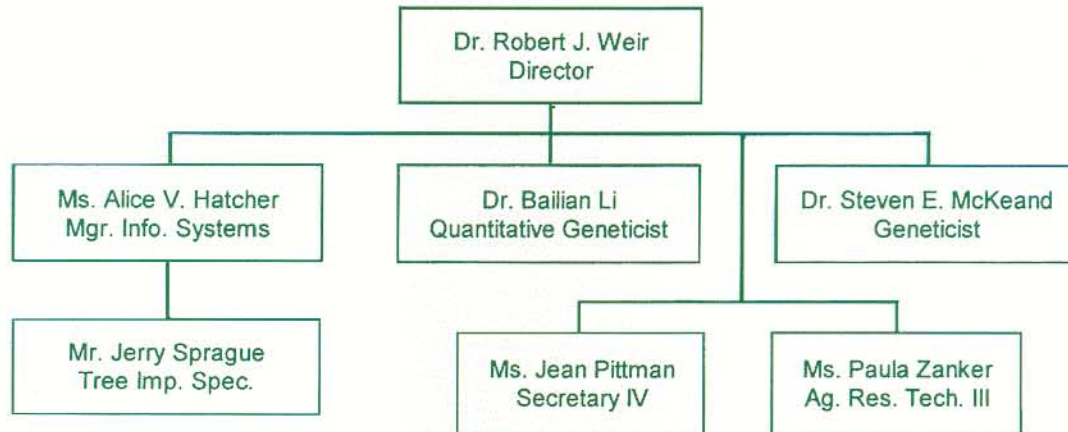 Dr. Robert J. Weir
Director
Ms. Alice V. Hatcher
Mgr. Info. Systems
Dr. Bailian Li
Quantitative Geneticist
Dr. Steven E. McKeand
Geneticist
Mr. Jerry Sprague
Tree Imp. Spec.
Ms. Jean Pittman
Secretary IV
Ms. Paula Zanker
Ag. Res. Tech. III